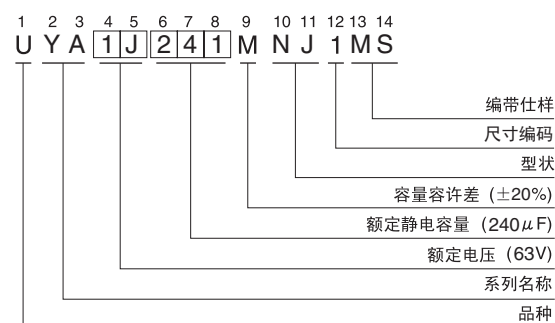 1 2 3 4 5 6 7 8 9 10 11 12 13 14
U Y A 1 J 2 4 1 M N J 1 M S
编带仕样
尺寸编码
型状
容量容许差 (±20%)
额定静电容量 (240μF)
额定电压 (63V)
系列名称
品种